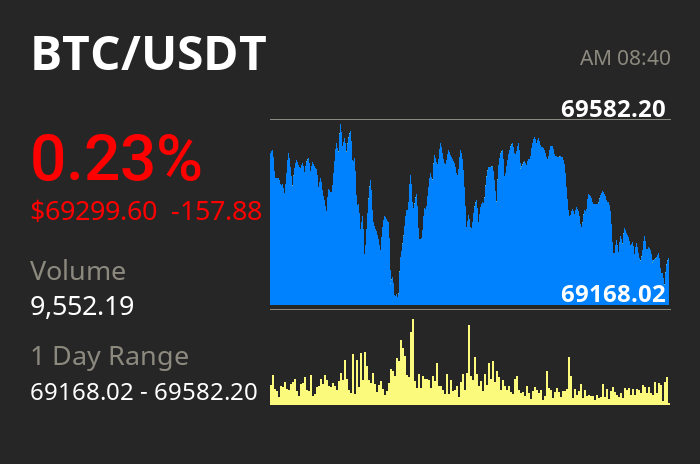 BTC/USDT
AM 08:40
69582.20
0.23%
$69299.60 -157.88
Volume
9,552.19
69168.02
1 Day Range
69168.02 - 69582.20